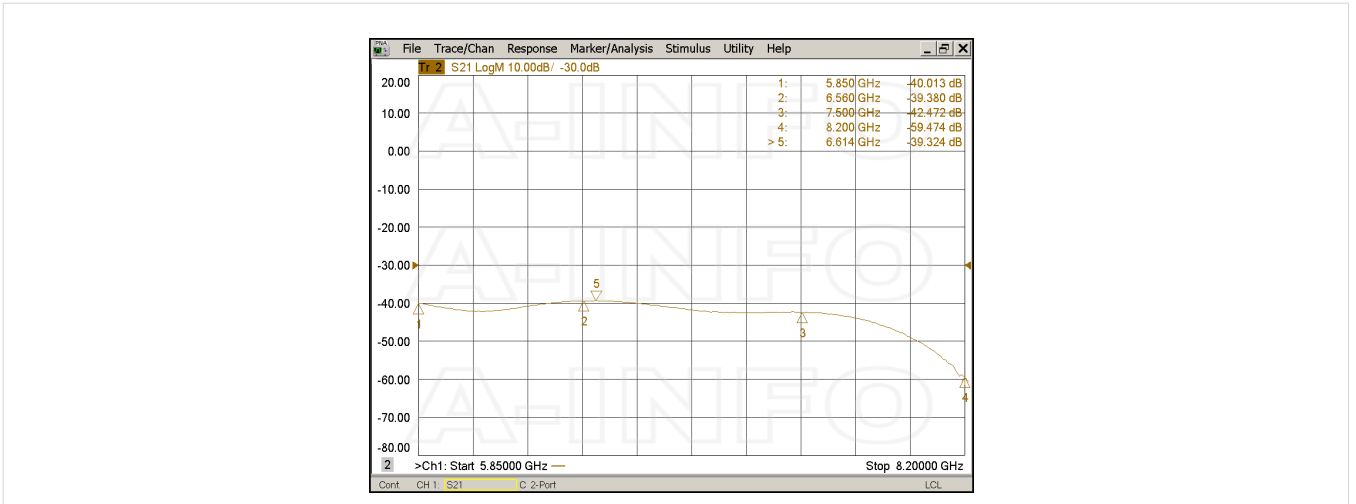 PNA
File Trace/Chan Response Marker/Analysis Stimulus Utility Help
Tr 2 S21 LogM 10.00dB/ -30.0dB
20.00
10.00
0.00
-10.00
-20.00
-30.00
-40.00
-50.00
-60.00
-70.00
-80.00
1: 5.850 GHz -40.013 dB
2: 6.560 GHz -39.380 dB
3: 7.500 GHz -42.472 dB
4: 8.200 GHz -59.474 dB
> 5: 6.614 GHz -39.324 dB
A-INFO
A-INFO
A-INFO
1
2
5
3
4
2 >Ch1: Start 5.85000 GHz — Stop 8.20000 GHz
Cont. CH 1: S21 C 2-Port LCL